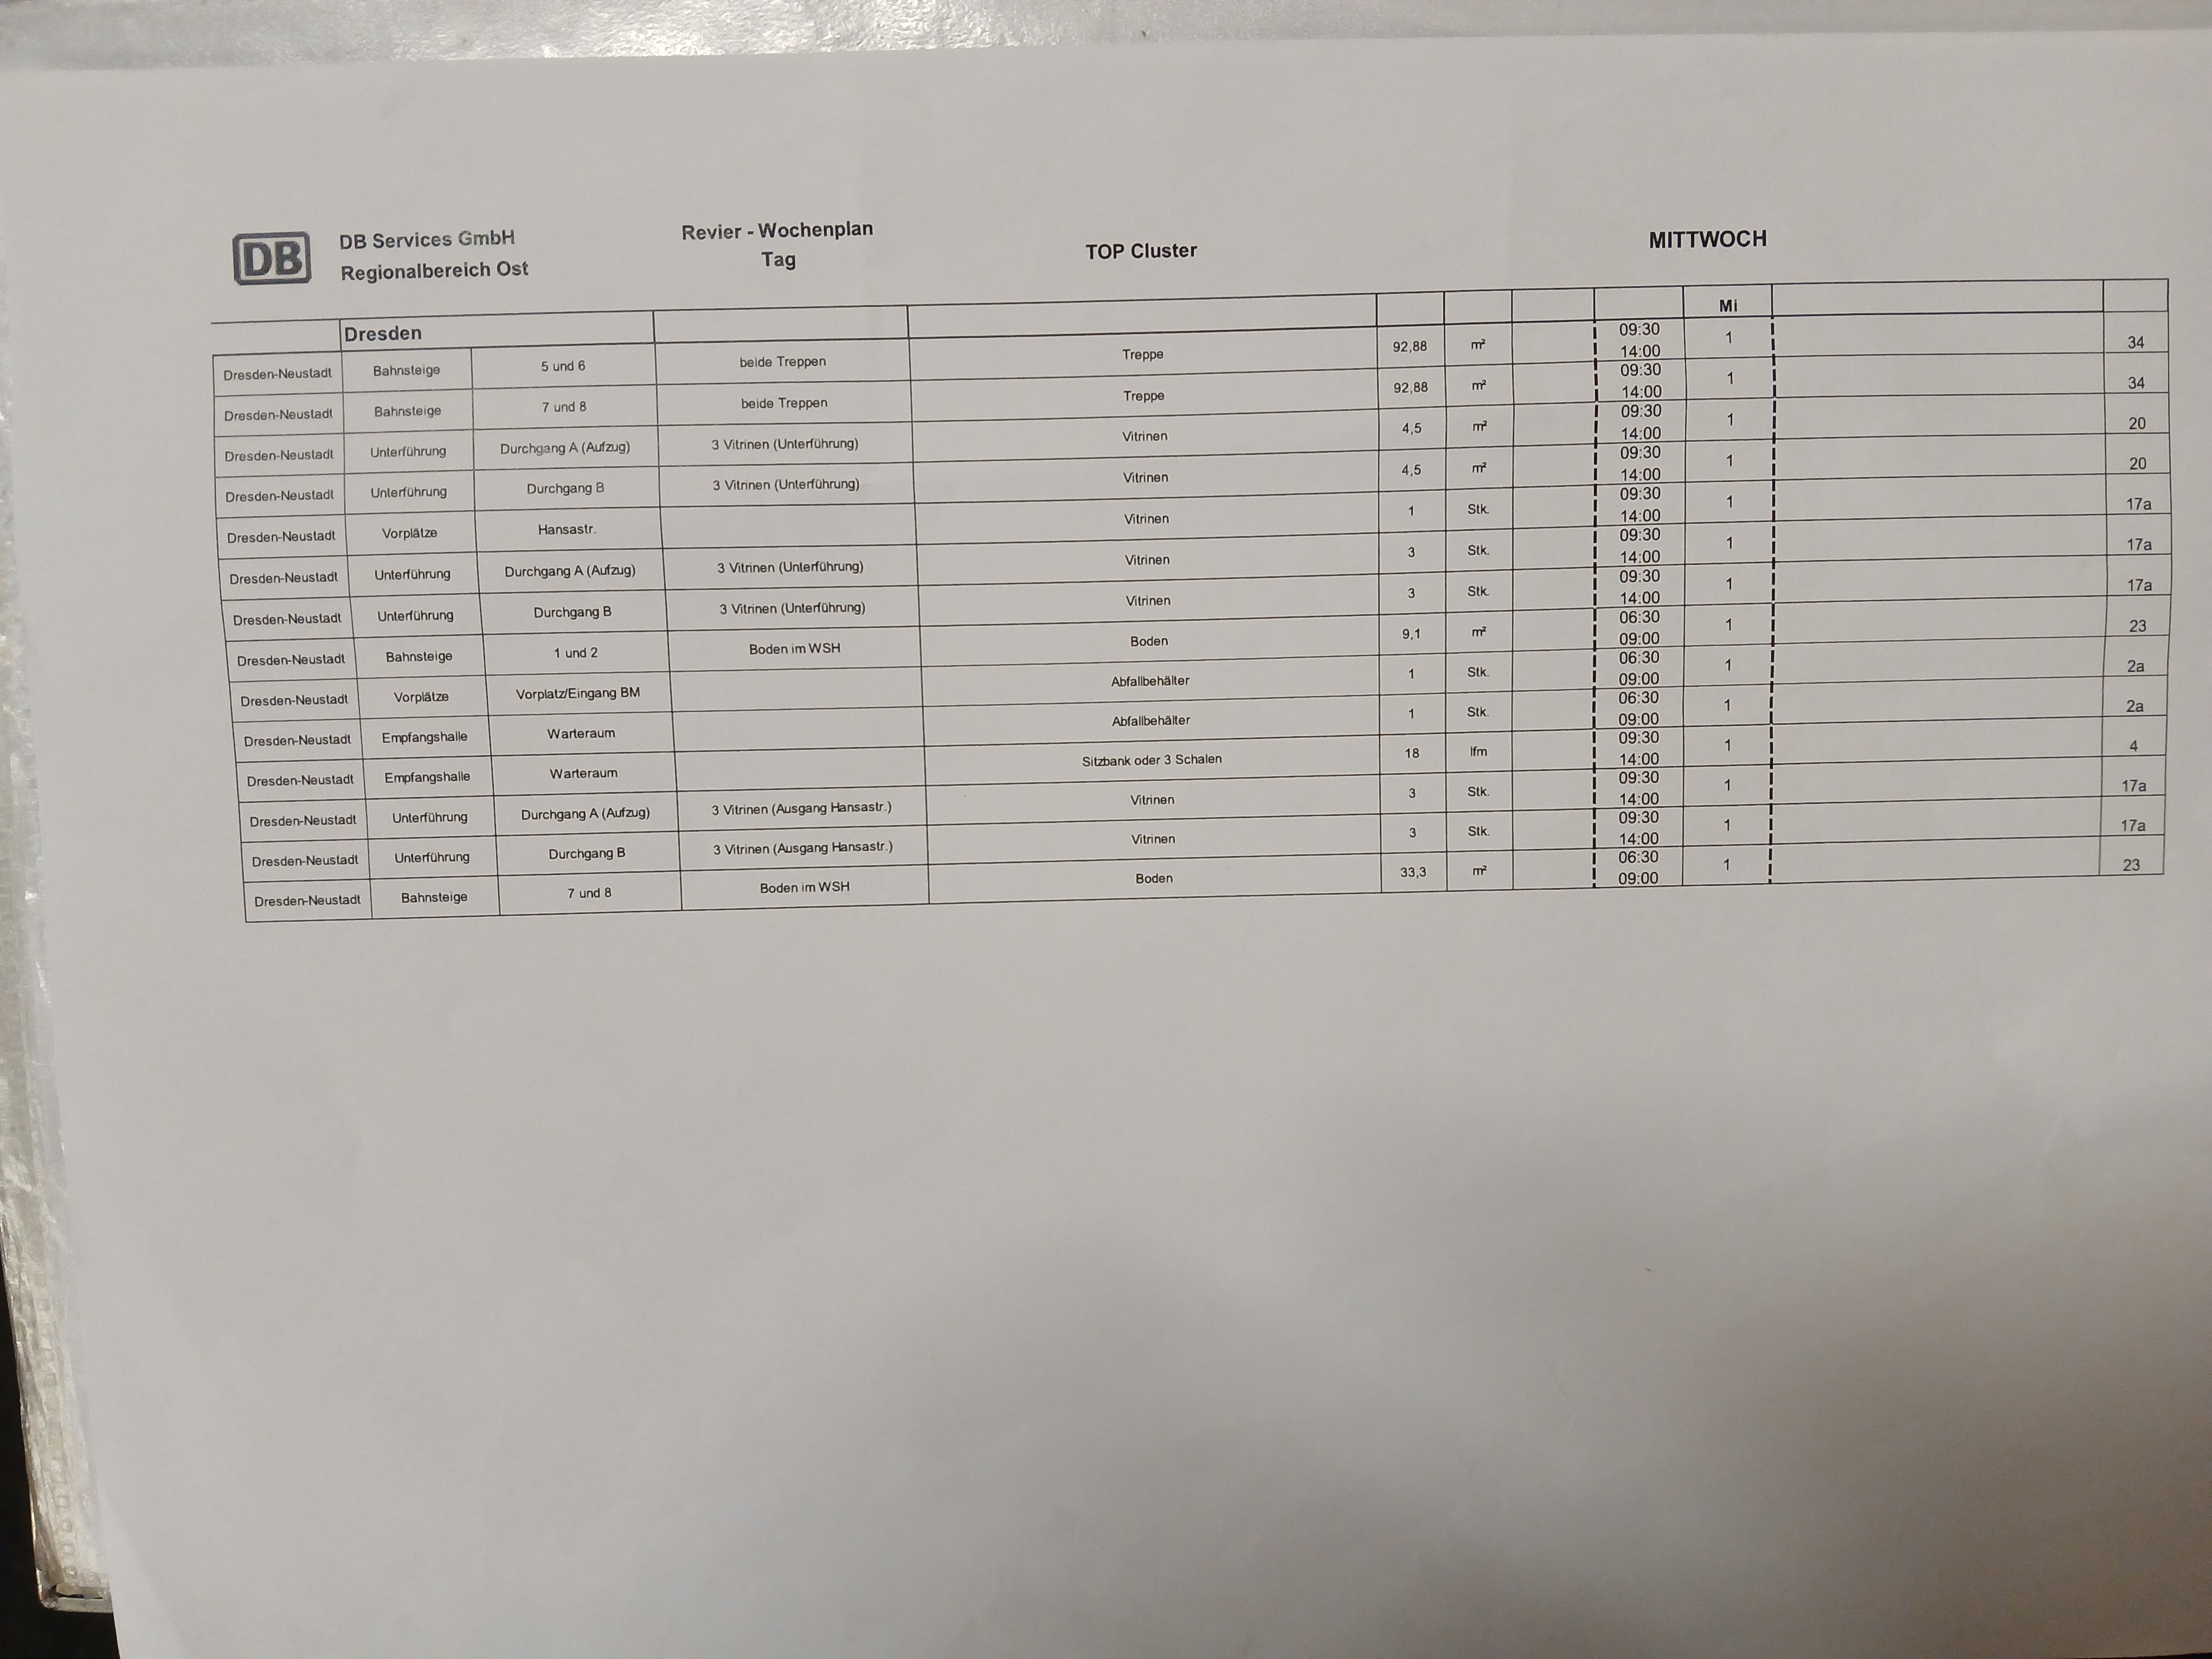 DB
DB Services GmbH
Regionalbereich Ost
Revier - Wochenplan
Tag
TOP Cluster
MITTWOCH
Dresden Mi
Dresden-Neustadt Bahnsteige 5 und 6 beide Treppen Treppe 92,88 m² 09:30 14:00 1 34
Dresden-Neustadt Bahnsteige 7 und 8 beide Treppen Treppe 92,88 m² 09:30 14:00 1 34
Dresden-Neustadt Unterführung Durchgang A (Aufzug) 3 Vitrinen (Unterführung) Vitrinen 4,5 m² 09:30 14:00 1 20
Dresden-Neustadt Unterführung Durchgang B 3 Vitrinen (Unterführung) Vitrinen 4,5 m² 09:30 14:00 1 20
Dresden-Neustadt Vorplätze Hansastr. Vitrinen 1 Stk. 09:30 14:00 1 17a
Dresden-Neustadt Unterführung Durchgang A (Aufzug) 3 Vitrinen (Unterführung) Vitrinen 3 Stk. 09:30 14:00 1 17a
Dresden-Neustadt Unterführung Durchgang B 3 Vitrinen (Unterführung) Vitrinen 3 Stk. 09:30 14:00 1 17a
Dresden-Neustadt Bahnsteige 1 und 2 Boden im WSH Boden 9,1 m² 06:30 09:00 1 23
Dresden-Neustadt Vorplätze Vorplatz/Eingang BM Abfallbehälter 1 Stk. 06:30 09:00 1 2a
Dresden-Neustadt Empfangshalle Warteraum Abfallbehälter 1 Stk. 06:30 09:00 1 2a
Dresden-Neustadt Empfangshalle Warteraum Sitzbank oder 3 Schalen 18 lfm 09:30 14:00 1 4
Dresden-Neustadt Unterführung Durchgang A (Aufzug) 3 Vitrinen (Ausgang Hansastr.) Vitrinen 3 Stk. 09:30 14:00 1 17a
Dresden-Neustadt Unterführung Durchgang B 3 Vitrinen (Ausgang Hansastr.) Vitrinen 3 Stk. 09:30 14:00 1 17a
Dresden-Neustadt Bahnsteige 7 und 8 Boden im WSH Boden 33,3 m² 06:30 09:00 1 23